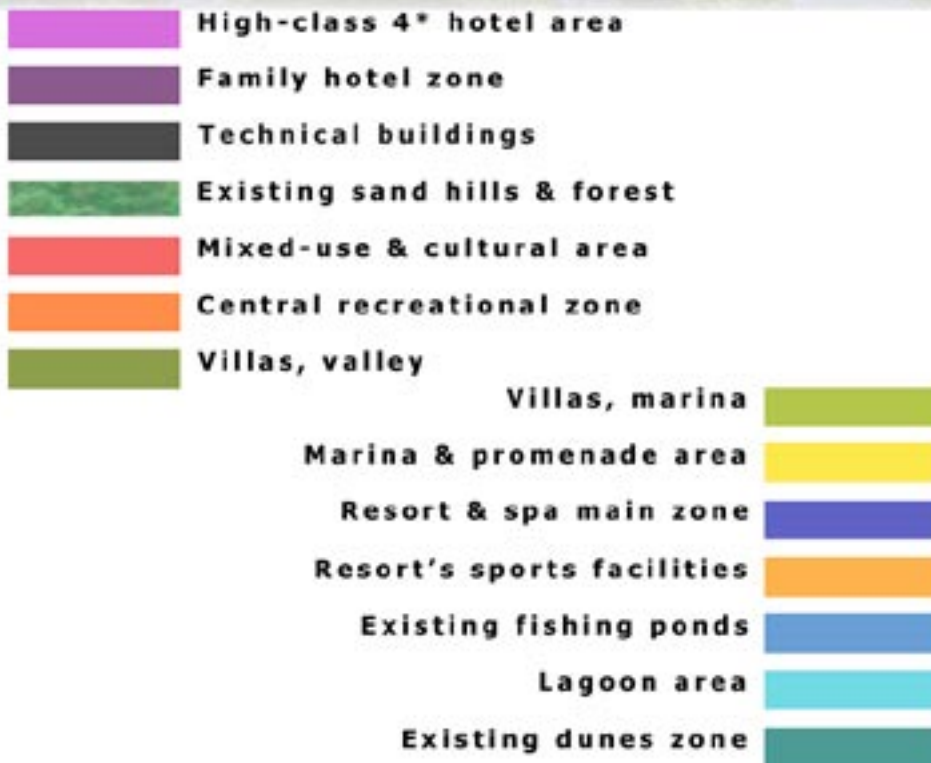 High-class 4* hotel area
Family hotel zone
Technical buildings
Existing sand hills & forest
Mixed-use & cultural area
Central recreational zone
Villas, valley
Villas, marina
Marina & promenade area
Resort & spa main zone
Resort’s sports facilities
Existing fishing ponds
Lagoon area
Existing dunes zone